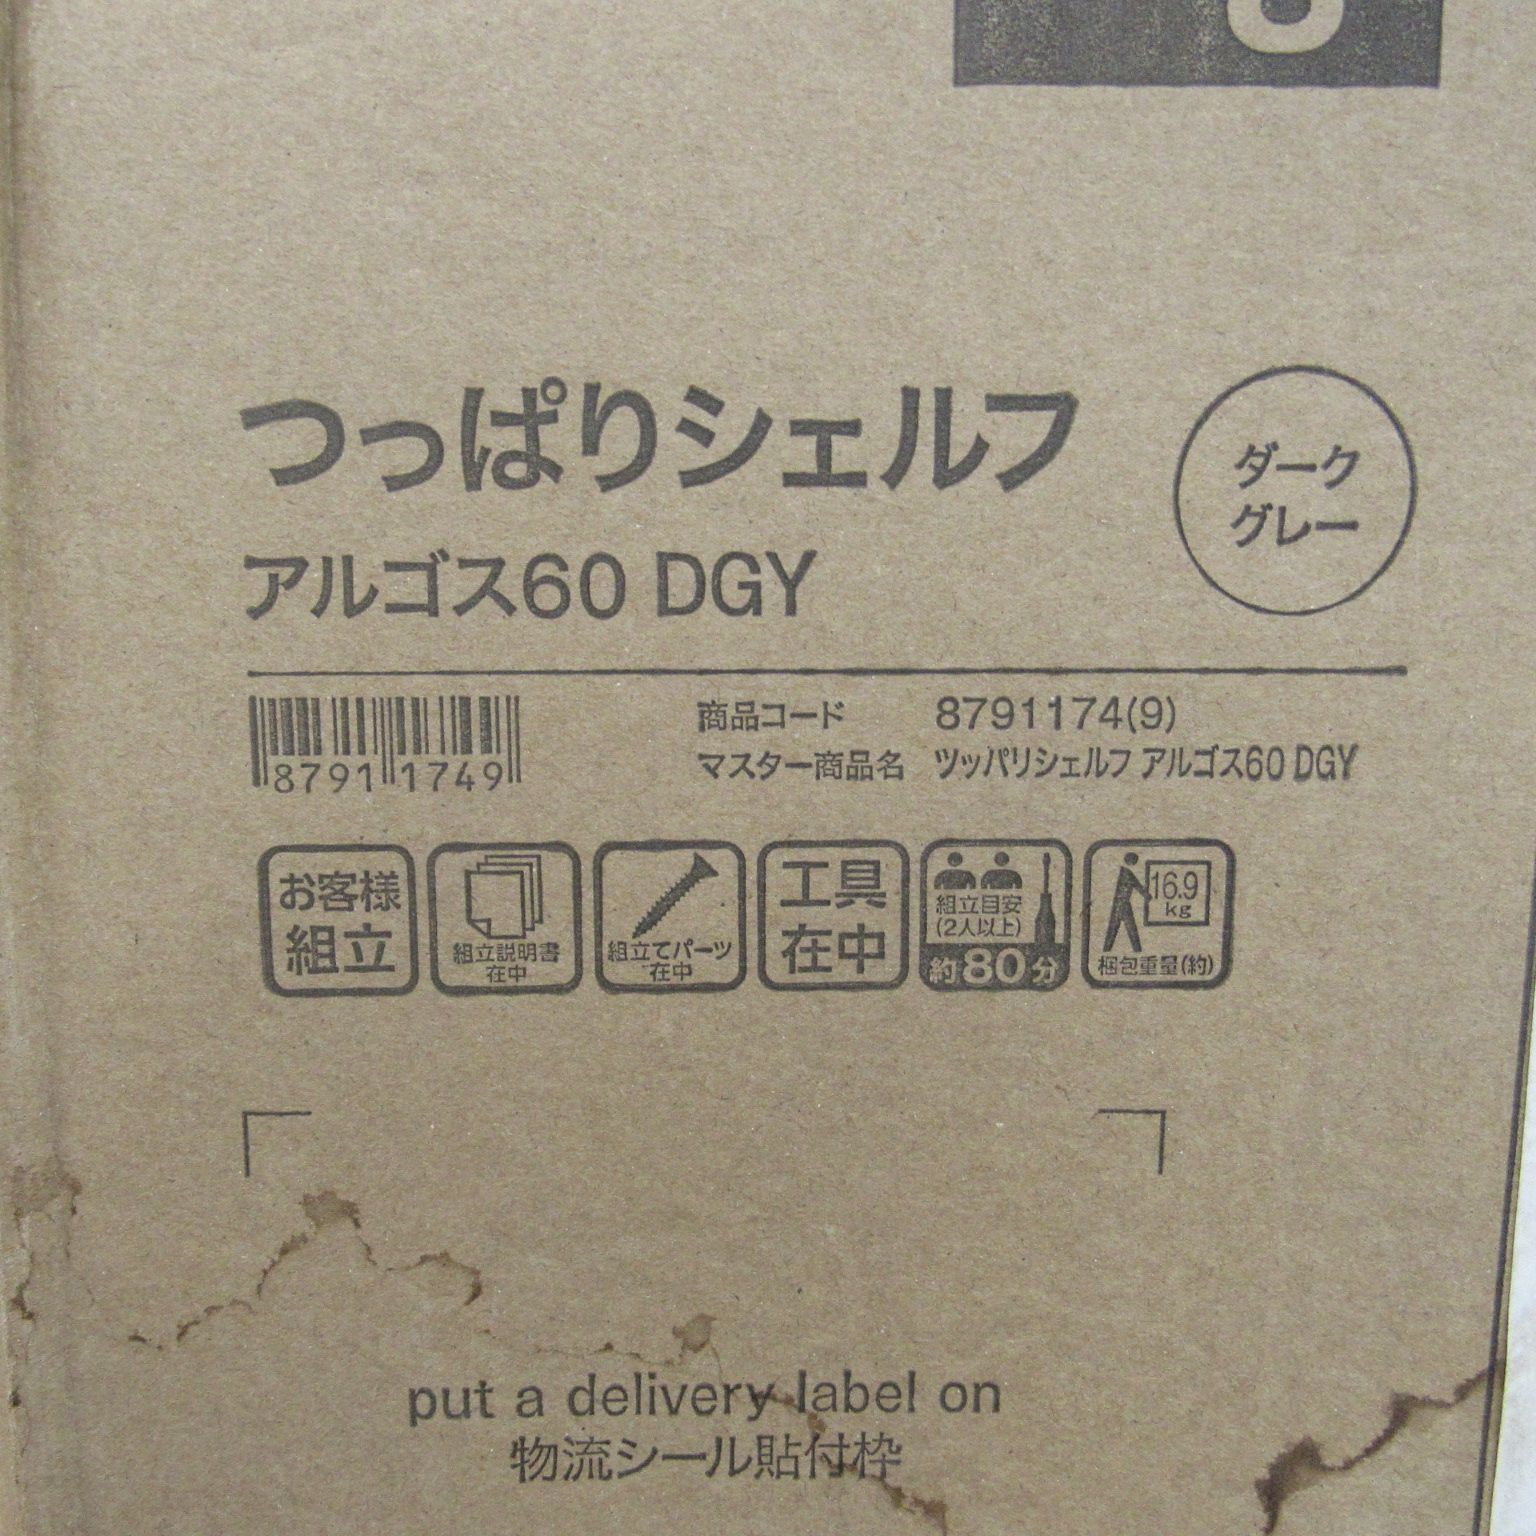 つっぱりシェルフ
アルゴス60 DGY
ダーク
グレー
8791 1749
商品コード 8791174(9)
マスター商品名 ツッパリシェルフ アルゴス60 DGY
お客様
組立
組立説明書
在中
組立てパーツ
在中
工具
在中
組立目安
(2人以上)
約80分
16.9
kg
梱包重量(約)
put a delivery label on
物流シール貼付枠